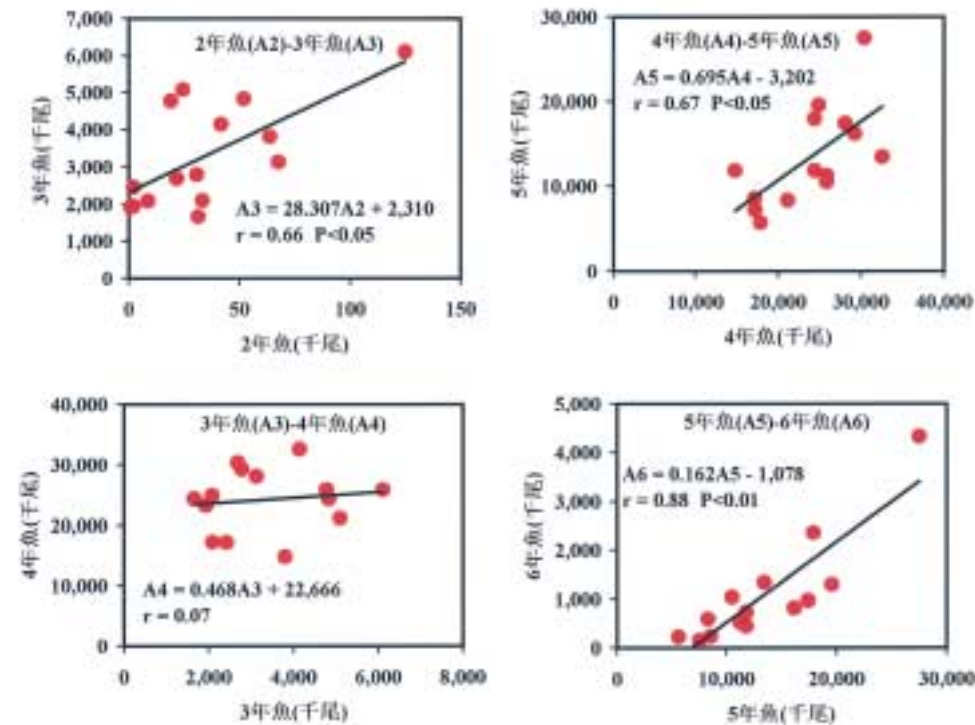 7,000
6,000
5,000
4,000
3,000
2,000
1,000
0
3年魚(千尾)
2年魚(A2)-3年魚(A3)
A3 = 28.307A2 + 2,310
r = 0.66 P<0.05
0 50 100 150
2年魚(千尾)
30,000
20,000
10,000
0
5年魚(千尾)
4年魚(A4)-5年魚(A5)
A5 = 0.695A4 - 3,202
r = 0.67 P<0.05
0 10,000 20,000 30,000 40,000
4年魚(千尾)
40,000
30,000
20,000
10,000
0
4年魚(千尾)
3年魚(A3)-4年魚(A4)
A4 = 0.468A3 + 22,666
r = 0.07
0 2,000 4,000 6,000 8,000
3年魚(千尾)
5,000
4,000
3,000
2,000
1,000
0
6年魚(千尾)
5年魚(A5)-6年魚(A6)
A6 = 0.162A5 - 1,078
r = 0.88 P<0.01
0 10,000 20,000 30,000
5年魚(千尾)